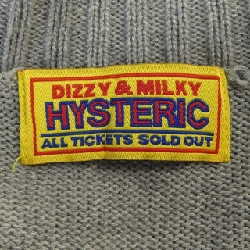 DIZZY & MILKY
HYSTERIC
ALL TICKETS SOLD OUT